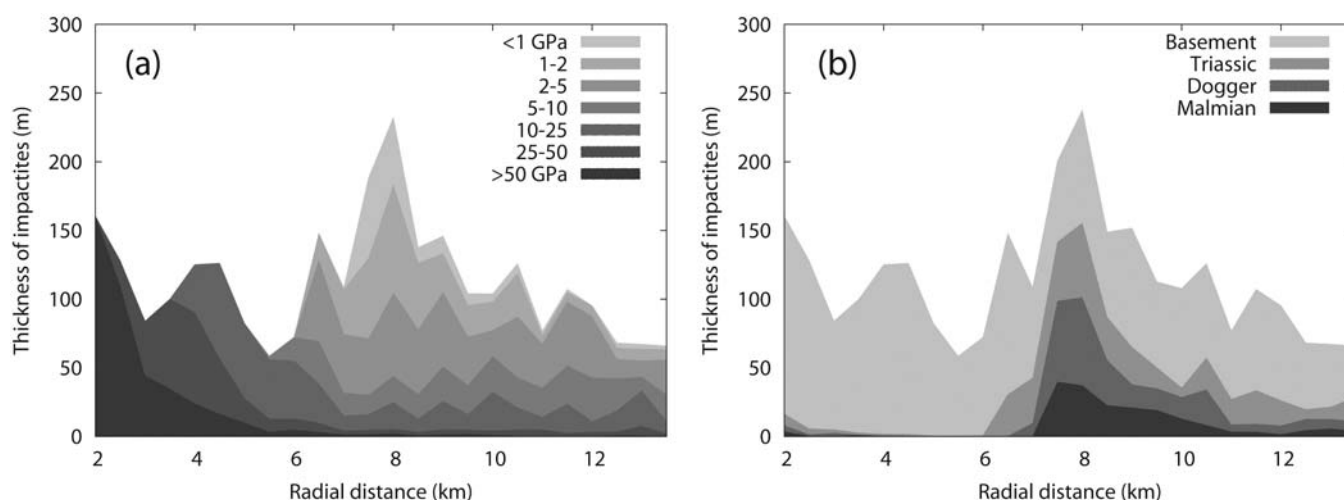 (a)
Thickness of impactites (m)
300
250
200
150
100
50
0
<1 GPa
1-2
2-5
5-10
10-25
25-50
>50 GPa
2 4 6 8 10 12
Radial distance (km)
(b)
Thickness of impactites (m)
300
250
200
150
100
50
0
Basement
Triassic
Dogger
Malmian
2 4 6 8 10 12
Radial distance (km)